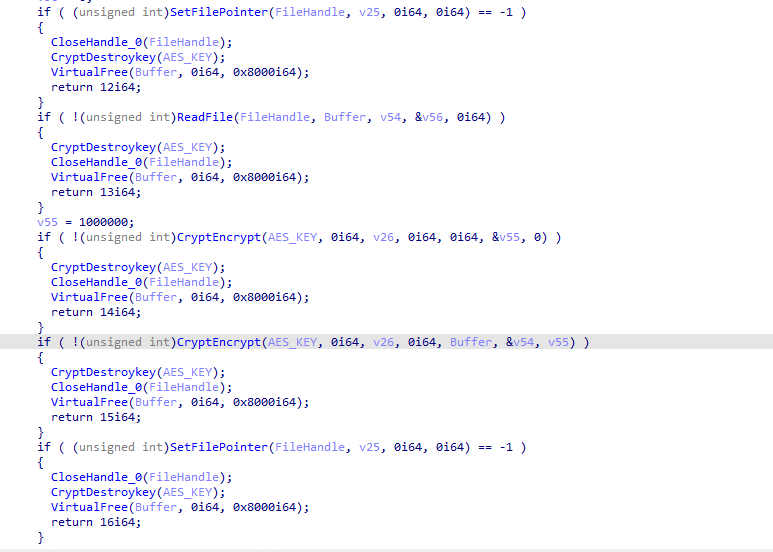 if ( (unsigned int)SetFilePointer(FileHandle, v25, 0i64, 0i64) == -1 )
{
CloseHandle_0(FileHandle);
CryptDestroykey(AES_KEY);
VirtualFree(Buffer, 0i64, 0x8000i64);
return 12i64;
}
if ( !(unsigned int)ReadFile(FileHandle, Buffer, v54, &v56, 0i64) )
{
CryptDestroykey(AES_KEY);
CloseHandle_0(FileHandle);
VirtualFree(Buffer, 0i64, 0x8000i64);
return 13i64;
}
v55 = 1000000;
if ( !(unsigned int)CryptEncrypt(AES_KEY, 0i64, v26, 0i64, 0i64, &v55, 0) )
{
CryptDestroykey(AES_KEY);
CloseHandle_0(FileHandle);
VirtualFree(Buffer, 0i64, 0x8000i64);
return 14i64;
}
if ( !(unsigned int)CryptEncrypt(AES_KEY, 0i64, v26, 0i64, Buffer, &v54, v55) )
{
CryptDestroykey(AES_KEY);
CloseHandle_0(FileHandle);
VirtualFree(Buffer, 0i64, 0x8000i64);
return 15i64;
}
if ( (unsigned int)SetFilePointer(FileHandle, v25, 0i64, 0i64) == -1 )
{
CloseHandle_0(FileHandle);
CryptDestroykey(AES_KEY);
VirtualFree(Buffer, 0i64, 0x8000i64);
return 16i64;
}